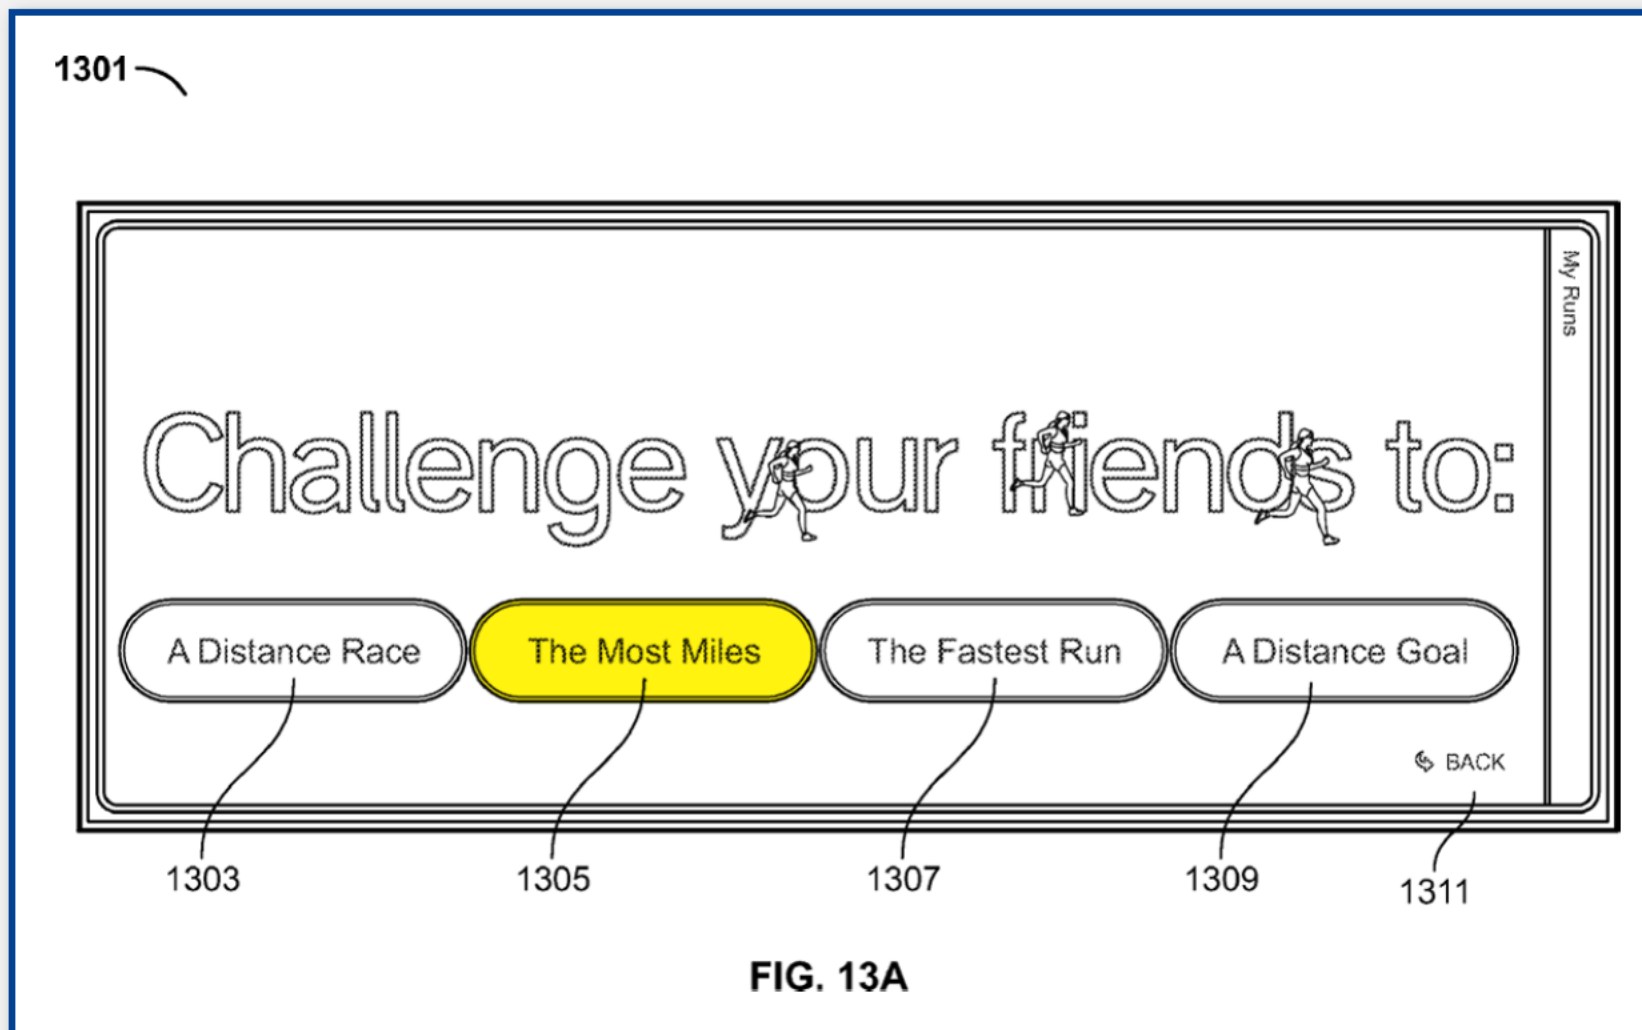 1301
My Runs
Challenge your friends to:
A Distance Race
The Most Miles
The Fastest Run
A Distance Goal
BACK
1303
1305
1307
1309
1311
FIG. 13A